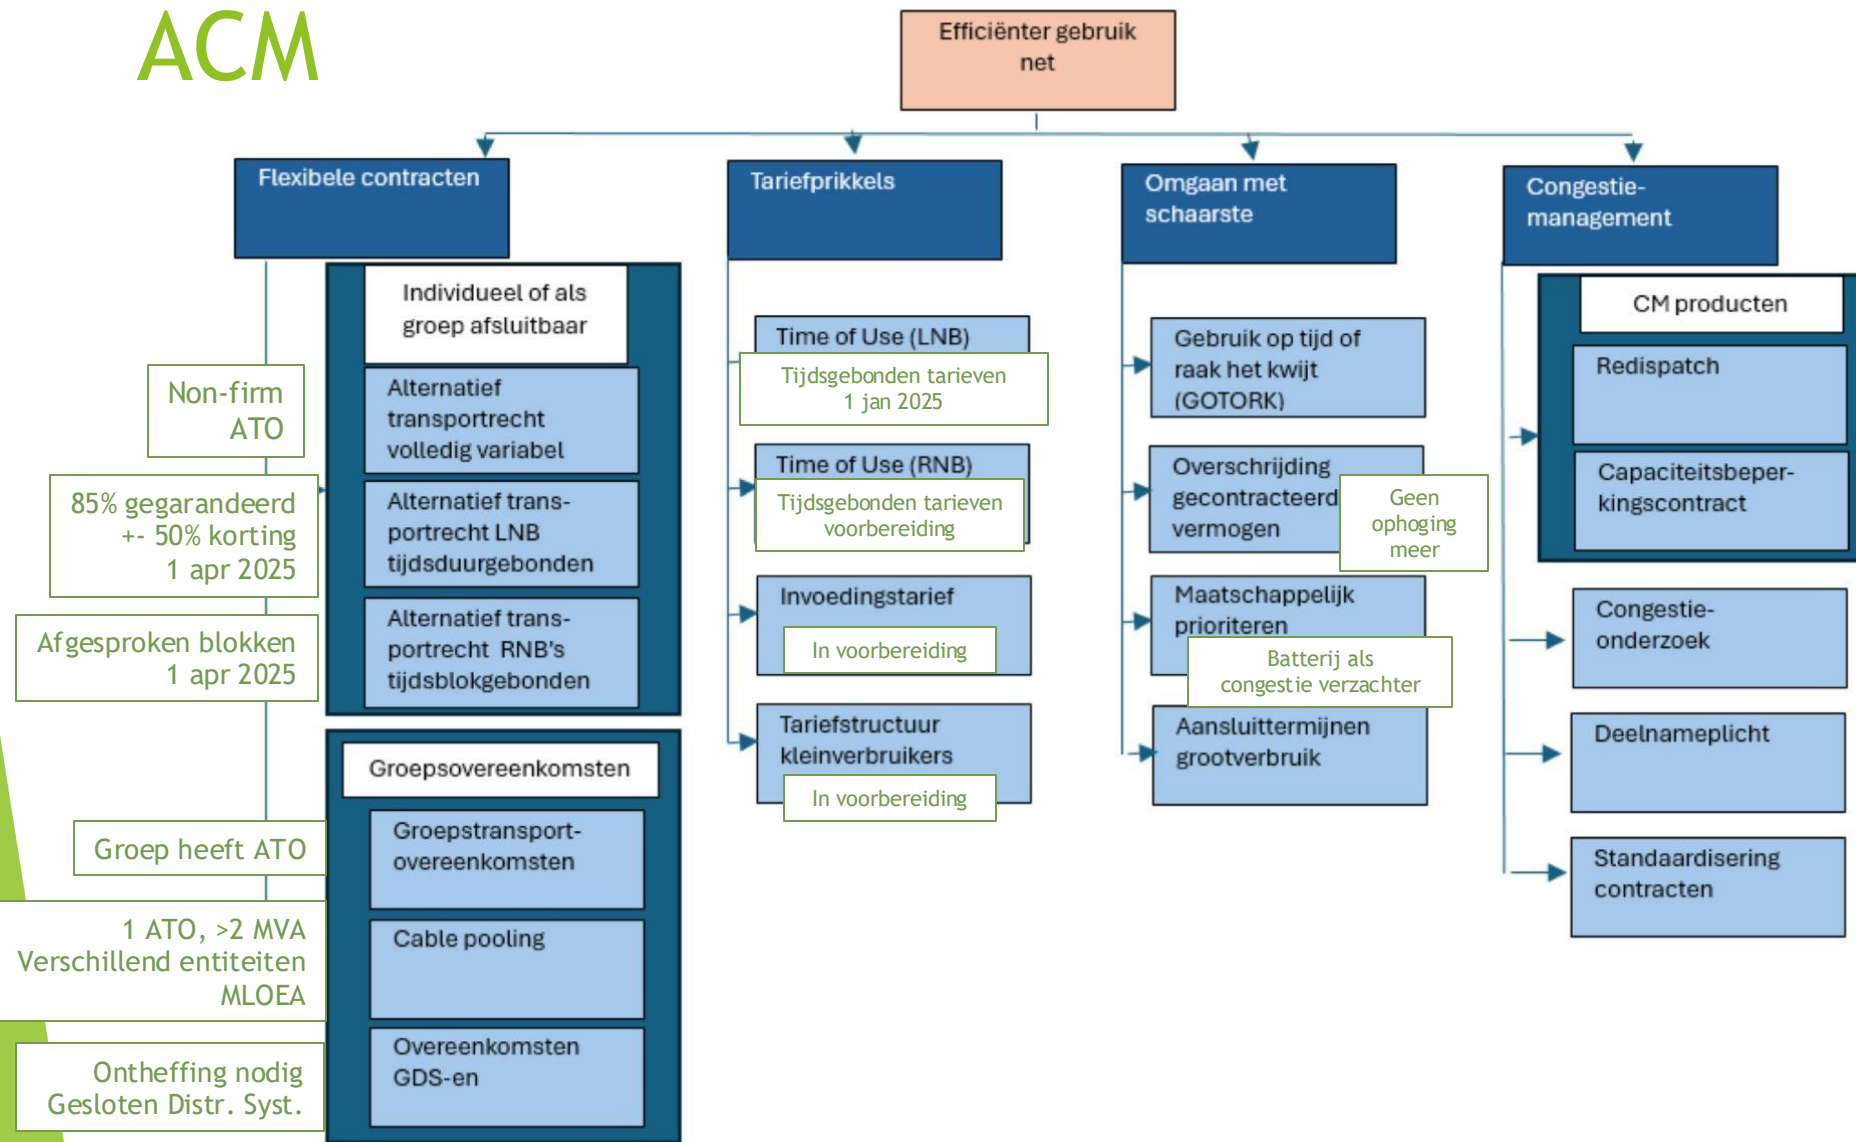 ACM
Efficiënter gebruik
net
Flexibele contracten
Individueel of als
groep afsluitbaar
Non-firm
ATO
Alternatief
transportrecht
volledig variabel
85% gegarandeerd
+- 50% korting
1 apr 2025
Alternatief trans-
portrecht LNB
tijdsduurgebonden
Afgesproken blokken
1 apr 2025
Alternatief trans-
portrecht RNB's
tijdsblokgebonden
Groepsovereenkomsten
Groep heeft ATO
Groepstransport-
overeenkomsten
1 ATO, >2 MVA
Verschillend entiteiten
MLOEA
Cable pooling
Ontheffing nodig
Gesloten Distr. Syst.
Overeenkomsten
GDS-en
Tariefprikkels
Time of Use (LNB)
Tijdsgebonden tarieven
1 jan 2025
Time of Use (RNB)
Tijdsgebonden tarieven
voorbereiding
Invoedingstarief
In voorbereiding
Tariefstructuur
kleinverbruikers
In voorbereiding
Omgaan met
schaarste
Gebruik op tijd of
raak het kwijt
(GOTORK)
Overschrijding
gecontracteerd
vermogen
Geen
ophoging
meer
Maatschappelijk
prioriteren
Batterij als
congestie verzachter
Aansluittermijnen
grootverbruik
Congestie-
management
CM producten
Redispatch
Capaciteitsbeper-
kingscontract
Congestie-
onderzoek
Deelnameplicht
Standaardisering
contracten